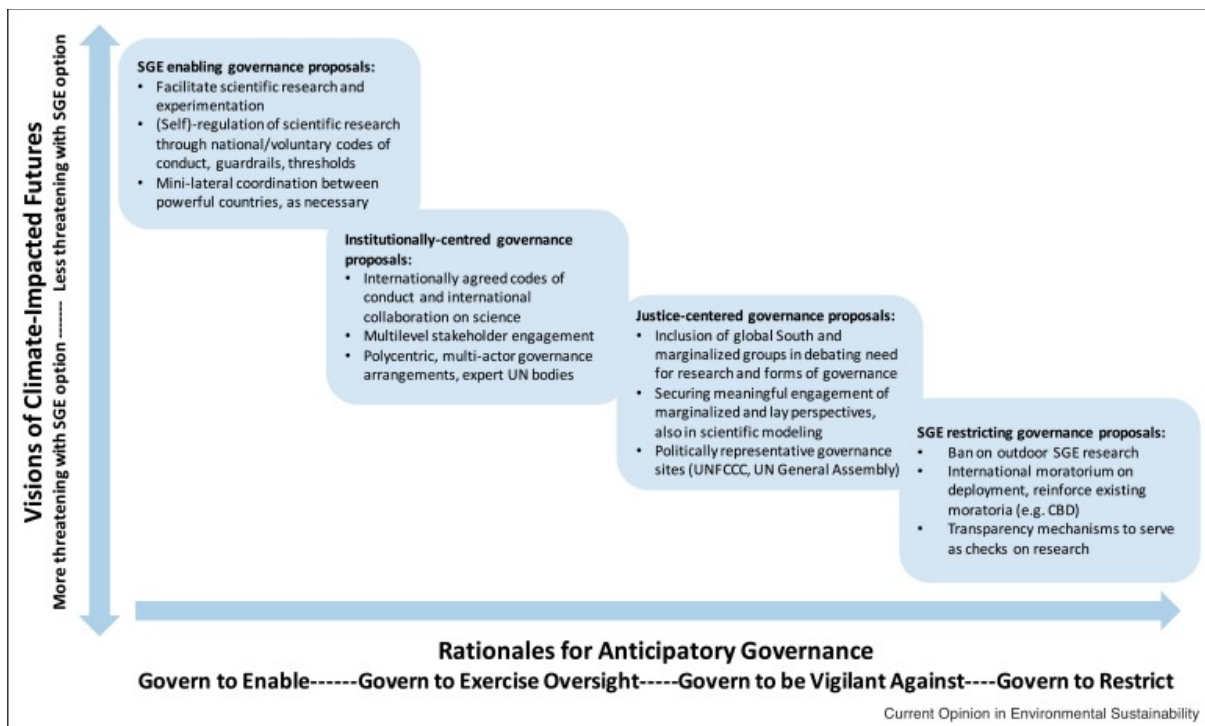 Visions of Climate-Impacted Futures
More threatening with SGE option ------- Less threatening with SGE option
SGE enabling governance proposals:
• Facilitate scientific research and
experimentation
• (Self)-regulation of scientific research
through national/voluntary codes of
conduct, guardrails, thresholds
• Mini-lateral coordination between
powerful countries, as necessary
Institutionally-centred governance
proposals:
• Internationally agreed codes of
conduct and international
collaboration on science
• Multilevel stakeholder engagement
• Polycentric, multi-actor governance
arrangements, expert UN bodies
Justice-centered governance proposals:
• Inclusion of global South and
marginalized groups in debating need
for research and forms of governance
• Securing meaningful engagement of
marginalized and lay perspectives,
also in scientific modeling
• Politically representative governance
sites (UNFCCC, UN General Assembly)
SGE restricting governance proposals:
• Ban on outdoor SGE research
• International moratorium on
deployment, reinforce existing
moratoria (e.g. CBD)
• Transparency mechanisms to serve
as checks on research
Rationales for Anticipatory Governance
Govern to Enable------Govern to Exercise Oversight-----Govern to be Vigilant Against----Govern to Restrict
Current Opinion in Environmental Sustainability